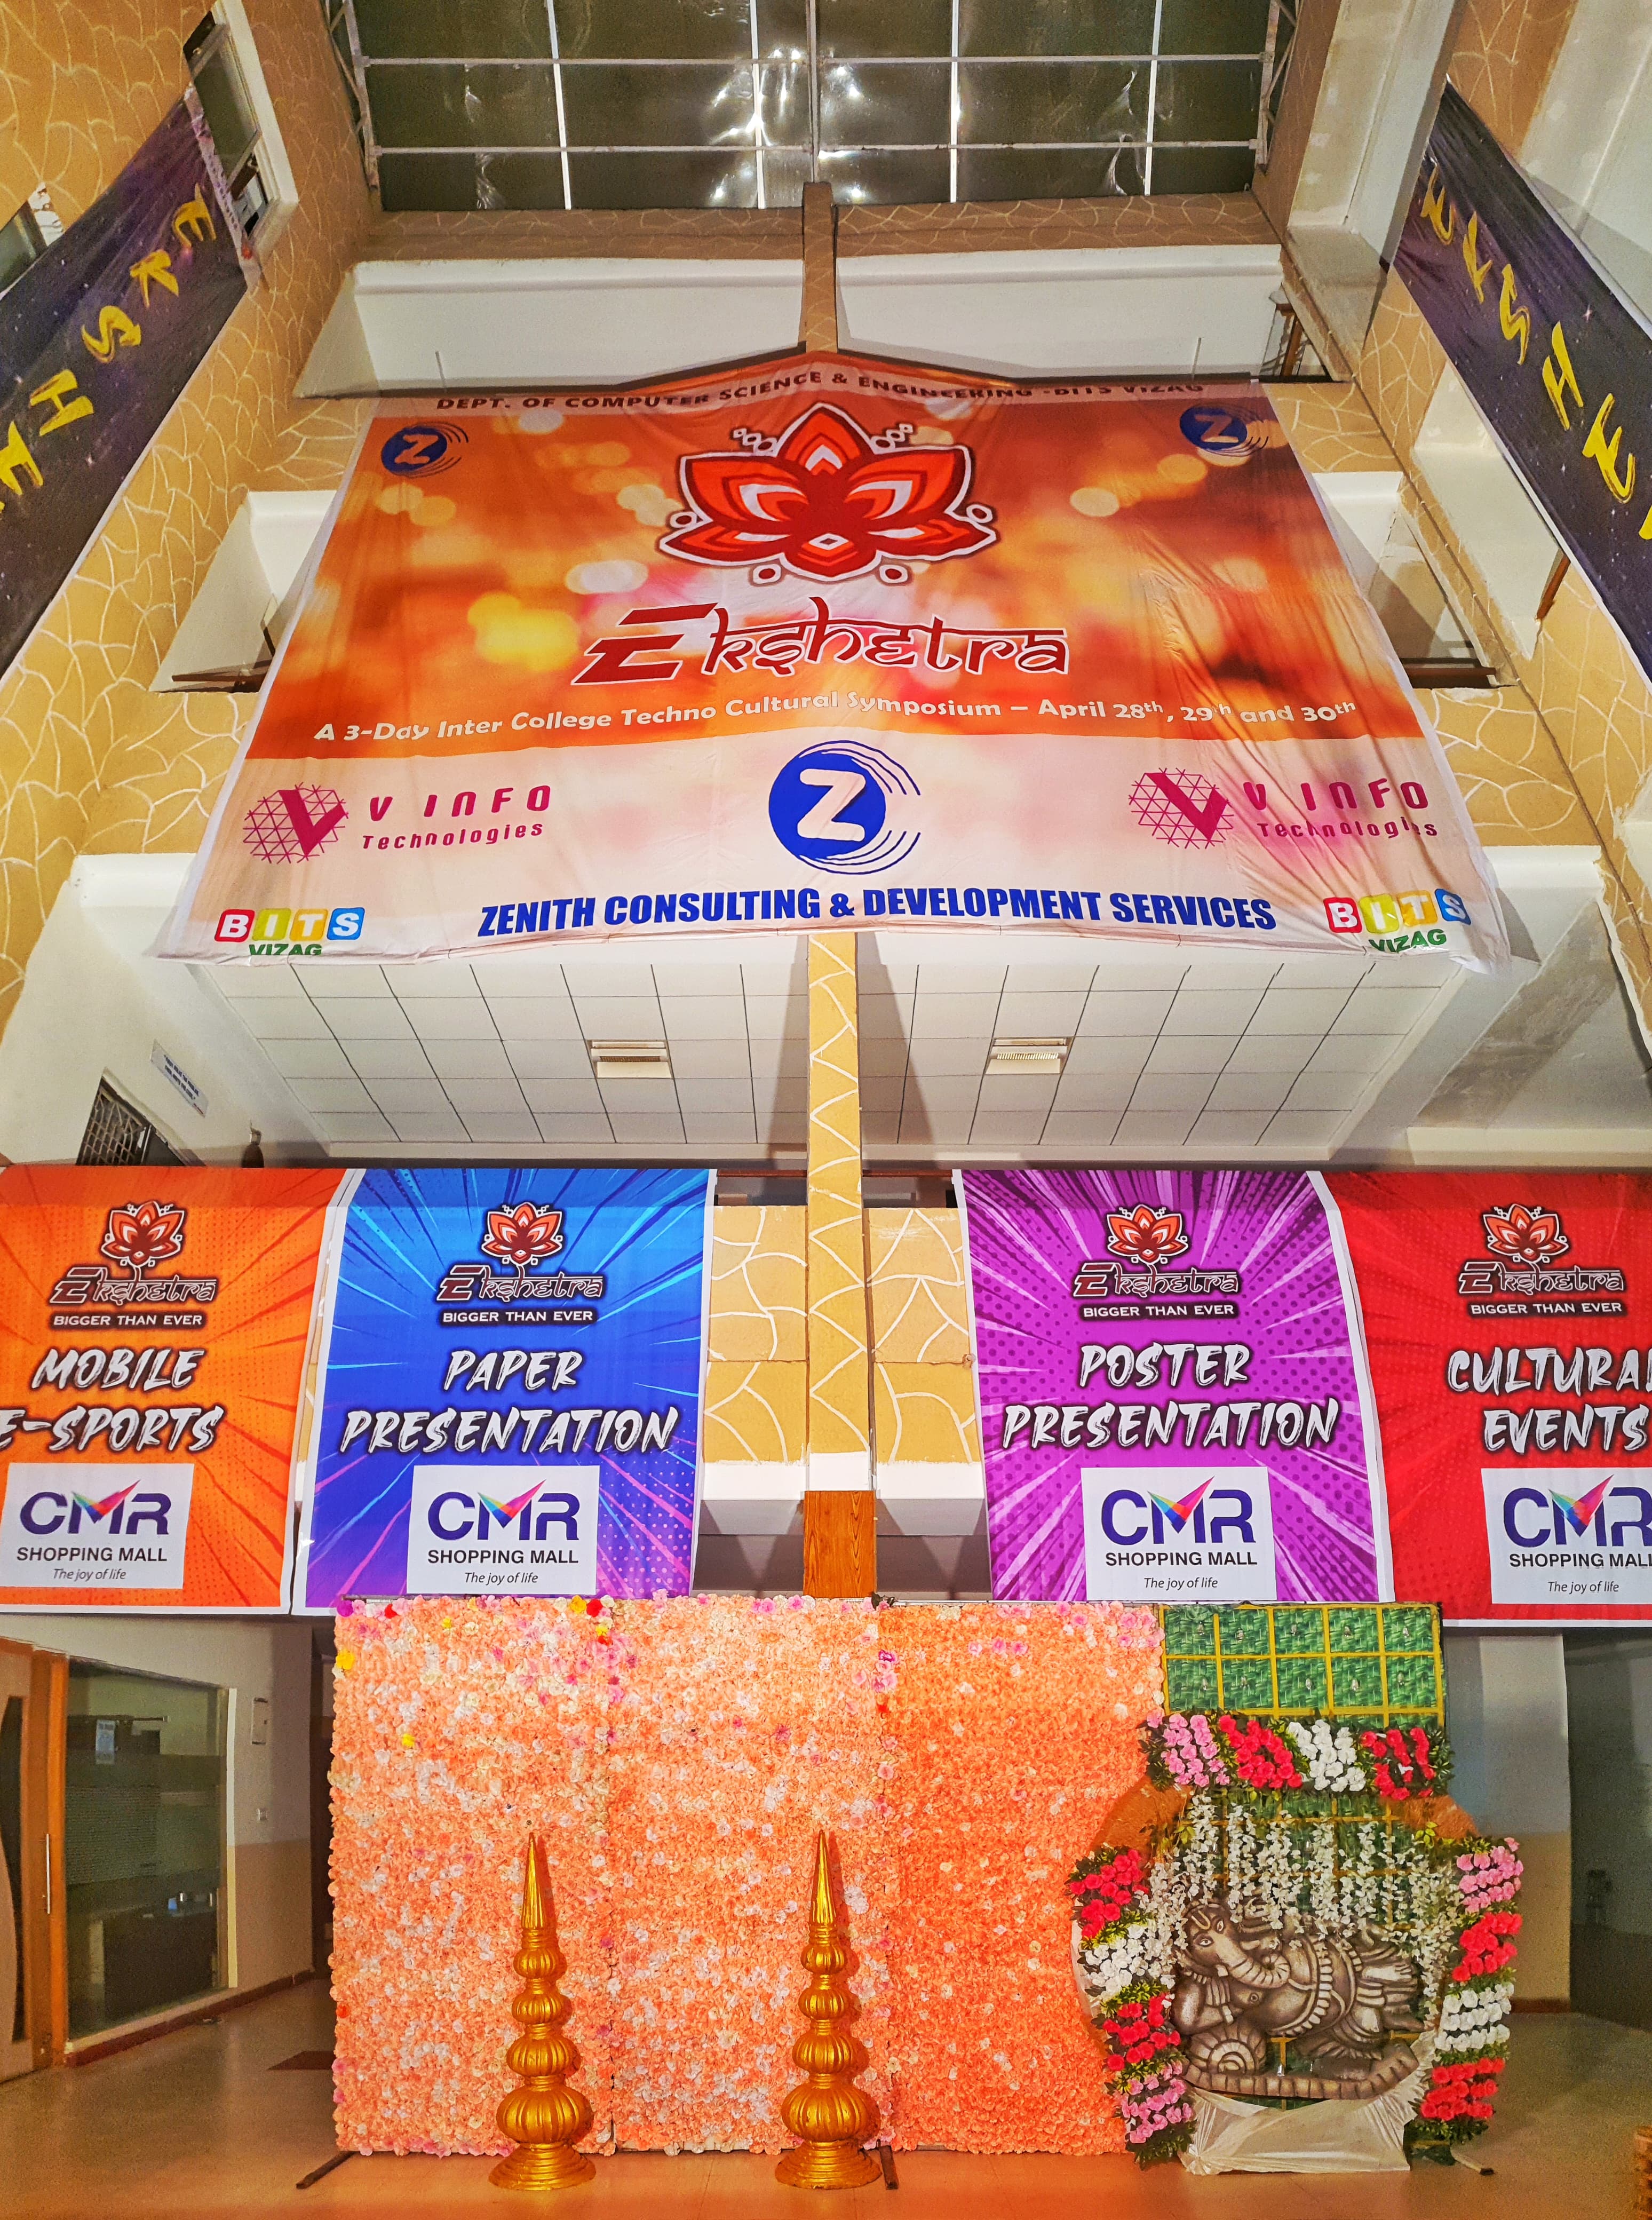 EKSHE
EKSHE
DEPT. OF COMPUTER SCIENCE & ENGINEERING -BITS VIZAG
Z
Z
Ekshetra
A 3-Day Inter College Techno Cultural Symposium – April 28th, 29th and 30th
V INFO
Technologies
Z
V INFO
Technologies
BITS
VIZAG
ZENITH CONSULTING & DEVELOPMENT SERVICES
BITS
VIZAG
Ekshetra
BIGGER THAN EVER
MOBILE
E-SPORTS
CMR
SHOPPING MALL
The joy of life
Ekshetra
BIGGER THAN EVER
PAPER
PRESENTATION
CMR
SHOPPING MALL
The joy of life
Ekshetra
BIGGER THAN EVER
POSTER
PRESENTATION
CMR
SHOPPING MALL
The joy of life
Ekshetra
BIGGER THAN EVER
CULTURAL
EVENTS
CMR
SHOPPING MALL
The joy of life